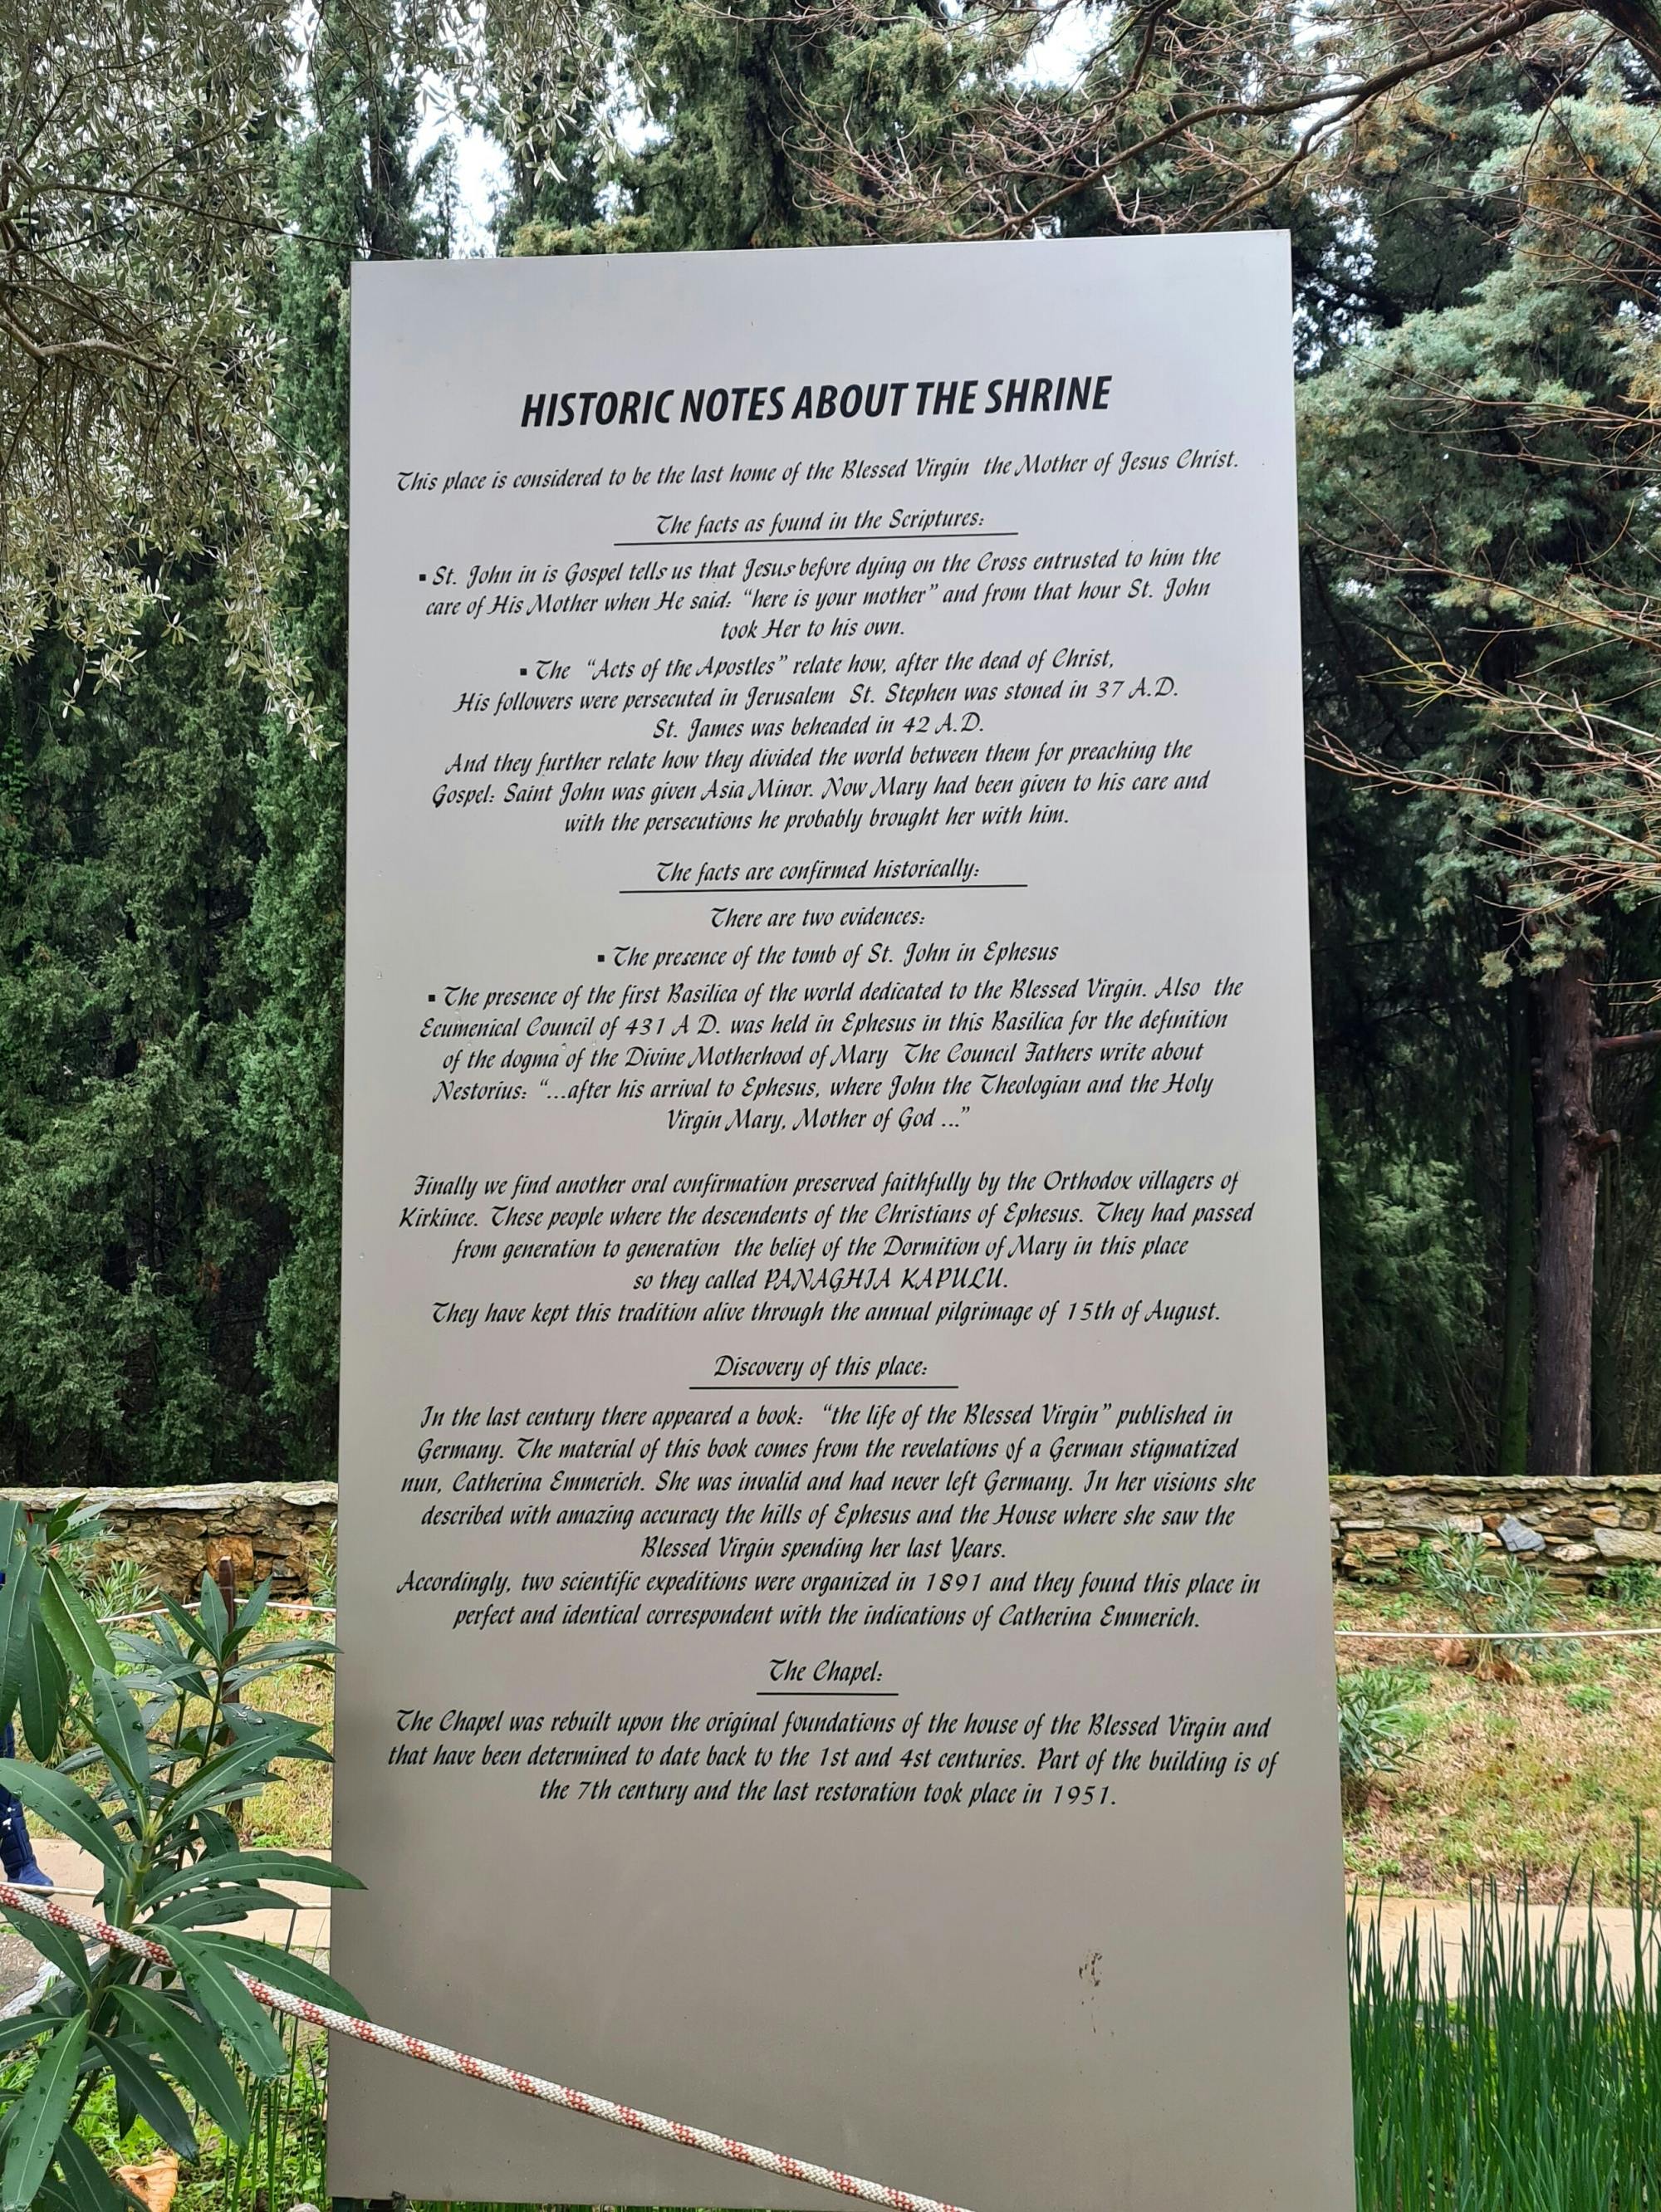 HISTORIC NOTES ABOUT THE SHRINE
This place is considered to be the last home of the Blessed Virgin the Mother of Jesus Christ.
The facts as found in the Scriptures:
▪ St. John in is Gospel tells us that Jesus before dying on the Cross entrusted to him the
care of His Mother when He said: “here is your mother” and from that hour St. John
took Her to his own.
▪ The “Acts of the Apostles” relate how, after the dead of Christ,
His followers were persecuted in Jerusalem St. Stephen was stoned in 37 A.D.
St. James was beheaded in 42 A.D.
And they further relate how they divided the world between them for preaching the
Gospel: Saint John was given Asia Minor. Now Mary had been given to his care and
with the persecutions he probably brought her with him.
The facts are confirmed historically:
There are two evidences:
▪ The presence of the tomb of St. John in Ephesus
▪ The presence of the first Basilica of the world dedicated to the Blessed Virgin. Also the
Ecumenical Council of 431 A D. was held in Ephesus in this Basilica for the definition
of the dogma of the Divine Motherhood of Mary The Council Fathers write about
Nestorius: “...after his arrival to Ephesus, where John the Theologian and the Holy
Virgin Mary, Mother of God ...”
Finally we find another oral confirmation preserved faithfully by the Orthodox villagers of
Kirkince. These people where the descendents of the Christians of Ephesus. They had passed
from generation to generation the belief of the Dormition of Mary in this place
so they called PANAGHIA KAPULU.
They have kept this tradition alive through the annual pilgrimage of 15th of August.
Discovery of this place:
In the last century there appeared a book: “the life of the Blessed Virgin” published in
Germany. The material of this book comes from the revelations of a German stigmatized
nun, Catherina Emmerich. She was invalid and had never left Germany. In her visions she
described with amazing accuracy the hills of Ephesus and the House where she saw the
Blessed Virgin spending her last Years.
Accordingly, two scientific expeditions were organized in 1891 and they found this place in
perfect and identical correspondent with the indications of Catherina Emmerich.
The Chapel:
The Chapel was rebuilt upon the original foundations of the house of the Blessed Virgin and
that have been determined to date back to the 1st and 4st centuries. Part of the building is of
the 7th century and the last restoration took place in 1951.